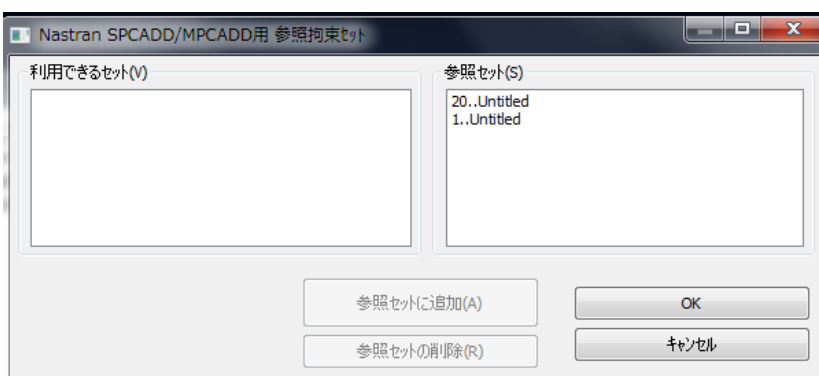 Nastran SPCADD/MPCADD用 参照拘束ｾｯﾄ
利用できるセット(V)
参照セット(S)
20..Untitled
1..Untitled
参照セットに追加(A)
OK
参照セットの削除(R)
ｷｬﾝｾﾙ